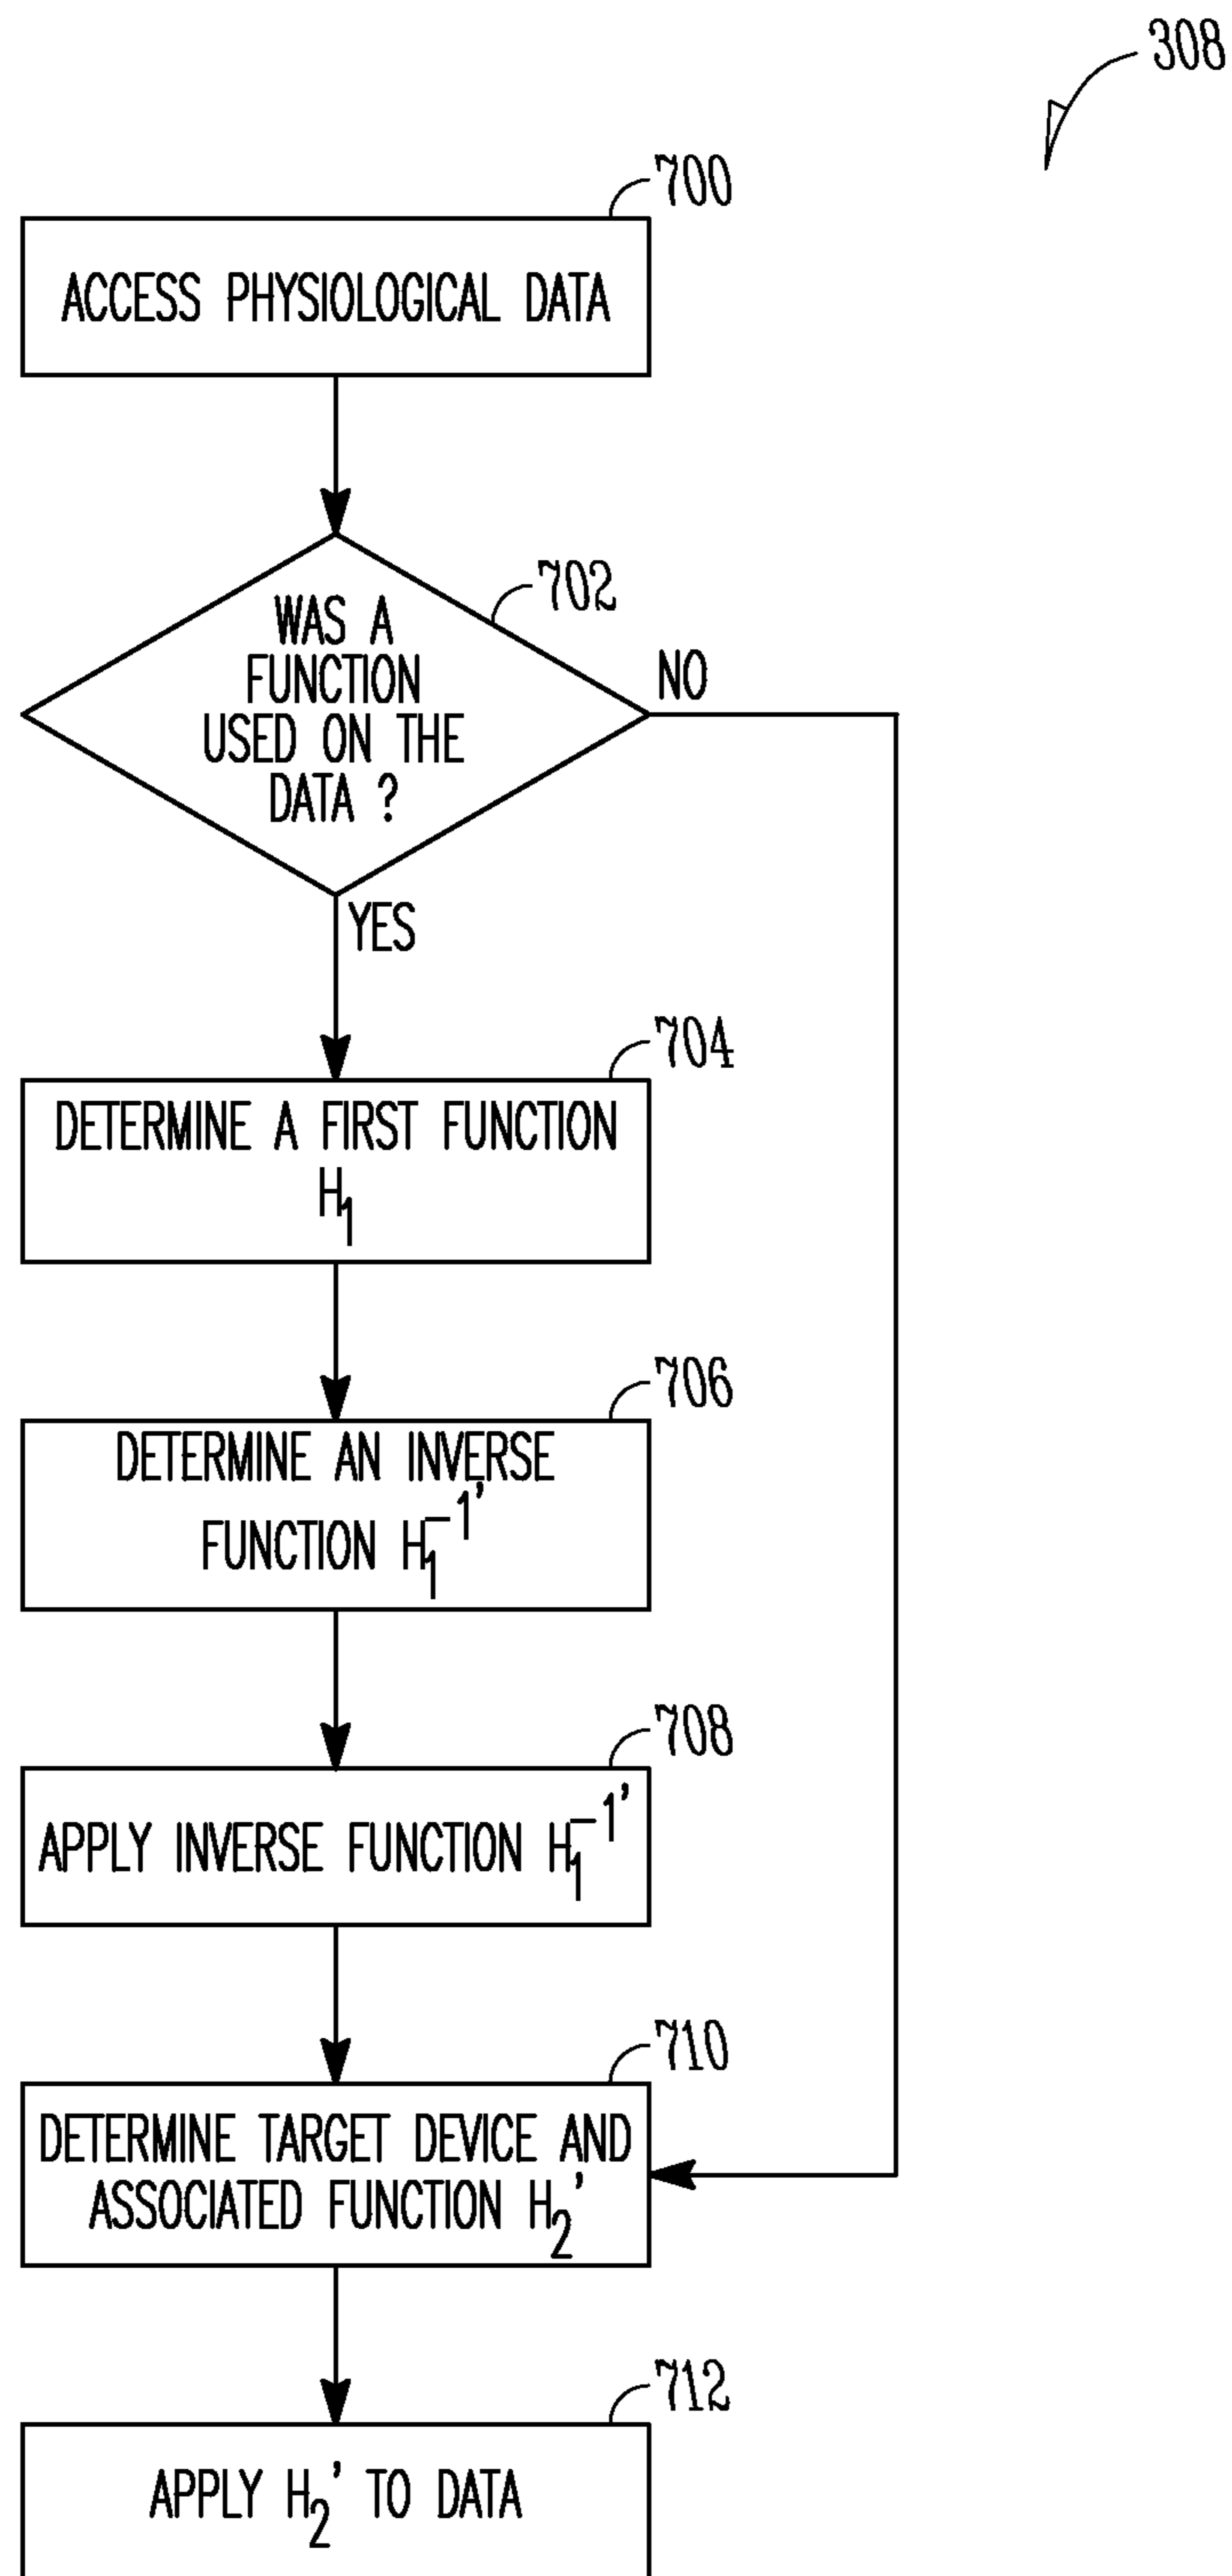 308
700
ACCESS PHYSIOLOGICAL DATA
702
WAS A
FUNCTION
USED ON THE
DATA ?
NO
YES
704
DETERMINE A FIRST FUNCTION
H₁
706
DETERMINE AN INVERSE
FUNCTION H₁⁻¹'
708
APPLY INVERSE FUNCTION H₁⁻¹'
710
DETERMINE TARGET DEVICE AND
ASSOCIATED FUNCTION H₂'
712
APPLY H₂' TO DATA